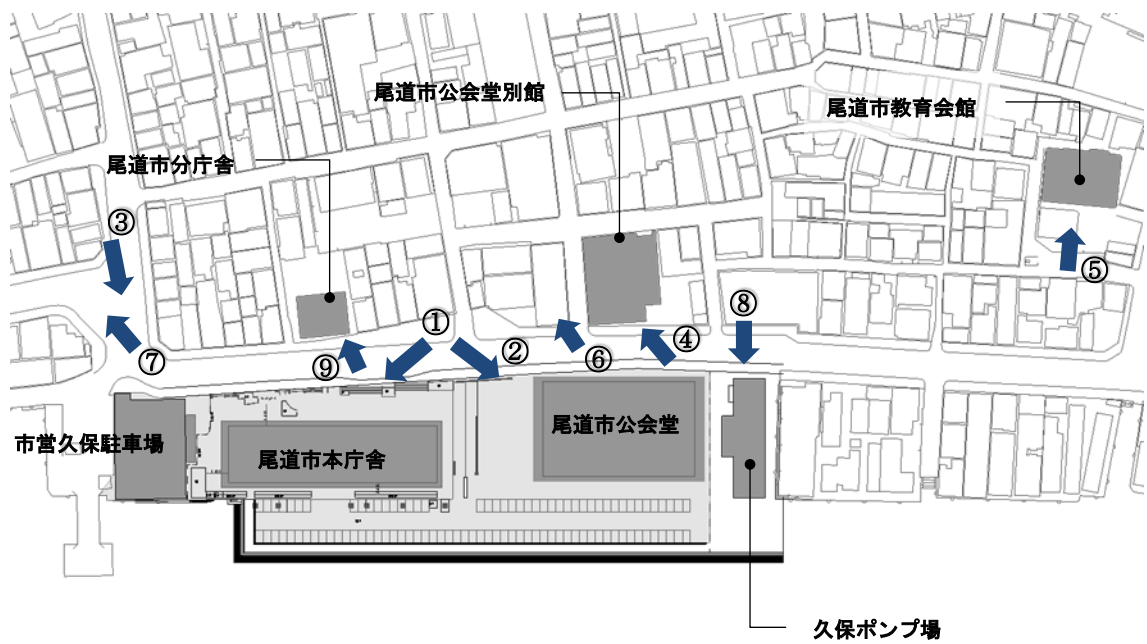 尾道市公会堂別館
尾道市教育会館
尾道市分庁舎
③
⑤
①
⑧
②
④
⑦
⑨
⑥
市営久保駐車場
尾道市本庁舎
尾道市公会堂
久保ポンプ場